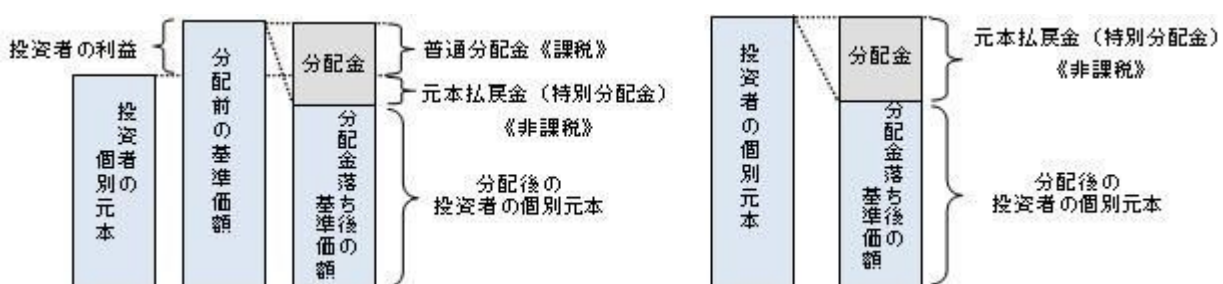 投資者の利益
投資者の
個別の元本
分配前の基準価額
分配金
分配金落ち後の
基準価額
普通分配金《課税》
元本払戻金（特別分配金）
《非課税》
分配後の
投資者の個別元本
投資者の個別元本
分配金
分配金落ち後の
基準価額
元本払戻金（特別分配金）
《非課税》
分配後の
投資者の個別元本